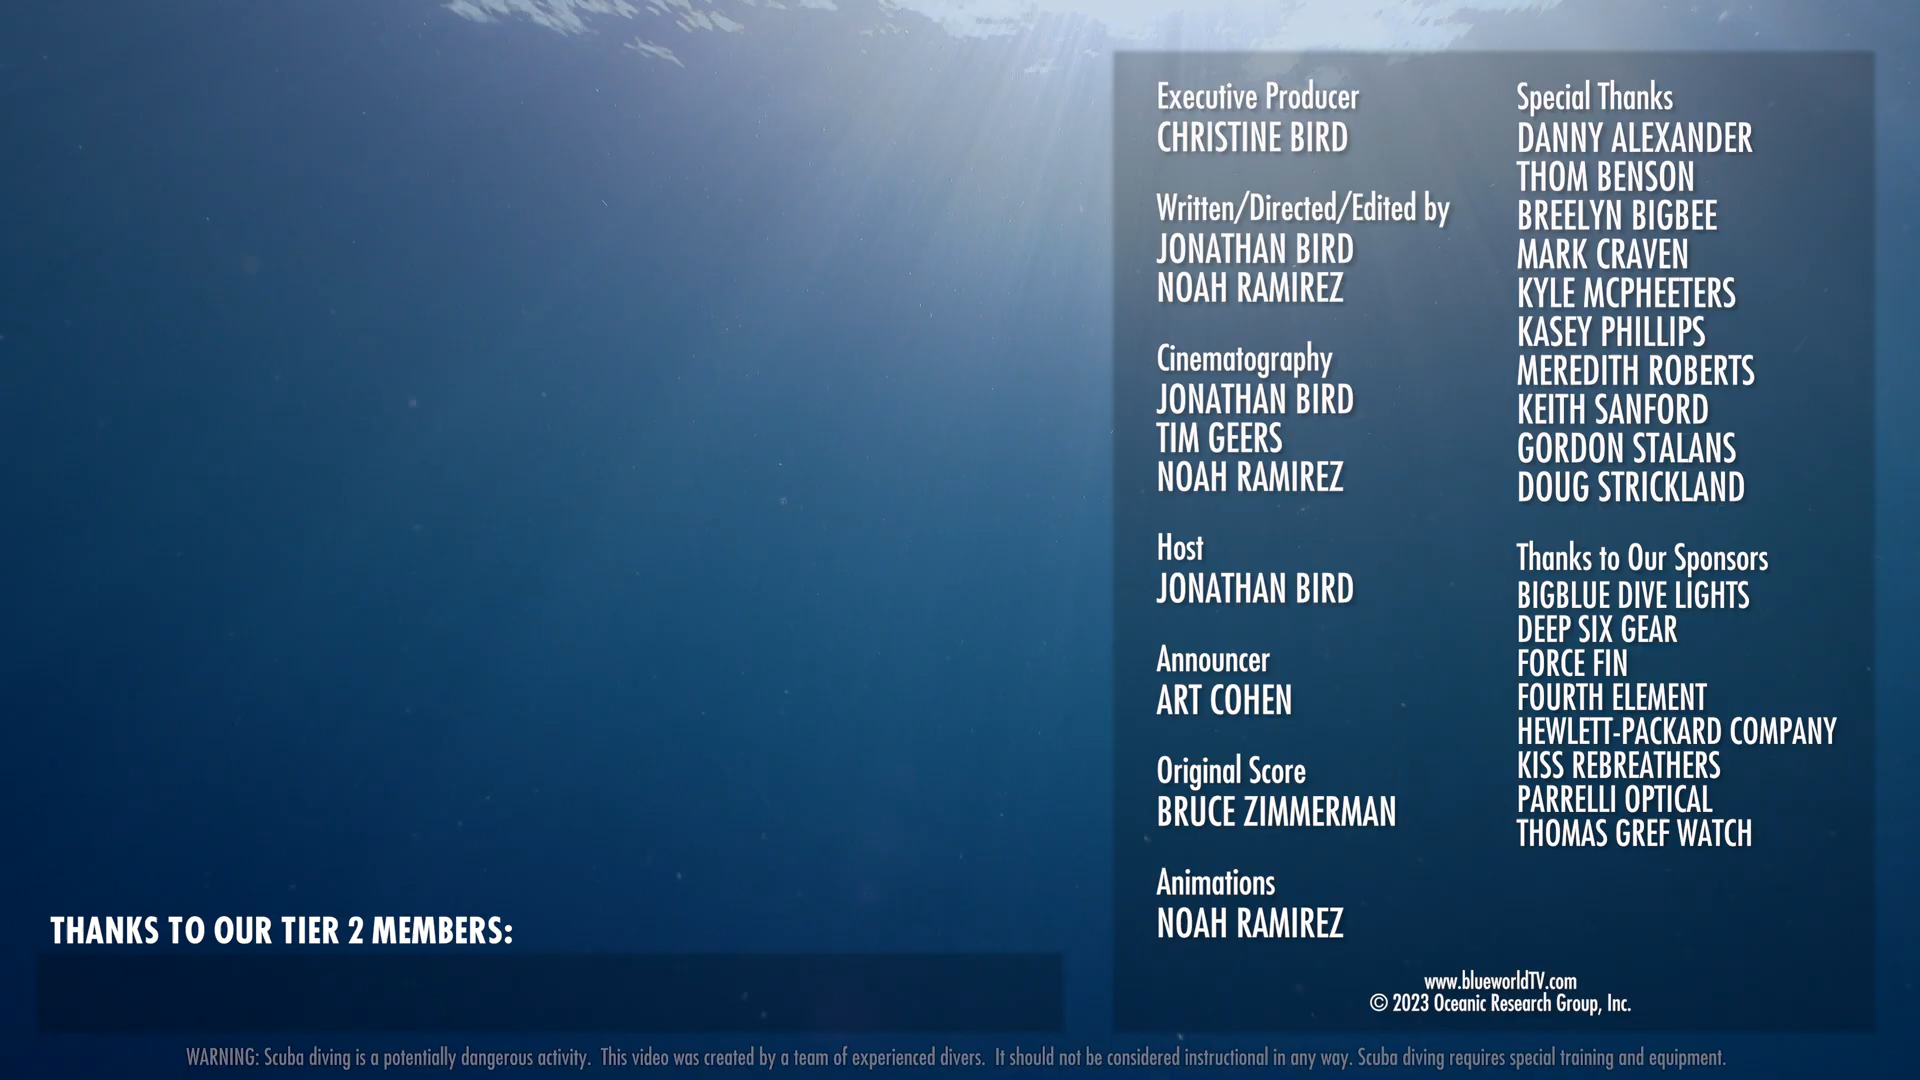 Executive Producer
CHRISTINE BIRD
Written/Directed/Edited by
JONATHAN BIRD
NOAH RAMIREZ
Cinematography
JONATHAN BIRD
TIM GEERS
NOAH RAMIREZ
Host
JONATHAN BIRD
Announcer
ART COHEN
Original Score
BRUCE ZIMMERMAN
Animations
NOAH RAMIREZ
Special Thanks
DANNY ALEXANDER
THOM BENSON
BREELYN BIGBEE
MARK CRAVEN
KYLE MCPHEETERS
KASEY PHILLIPS
MEREDITH ROBERTS
KEITH SANFORD
GORDON STALANS
DOUG STRICKLAND
Thanks to Our Sponsors
BIGBLUE DIVE LIGHTS
DEEP SIX GEAR
FORCE FIN
FOURTH ELEMENT
HEWLETT-PACKARD COMPANY
KISS REBREATHERS
PARRELLI OPTICAL
THOMAS GREF WATCH
www.blueworldTV.com
© 2023 Oceanic Research Group, Inc.
THANKS TO OUR TIER 2 MEMBERS:
WARNING: Scuba diving is a potentially dangerous activity.  This video was created by a team of experienced divers.  It should not be considered instructional in any way. Scuba diving requires special training and equipment.